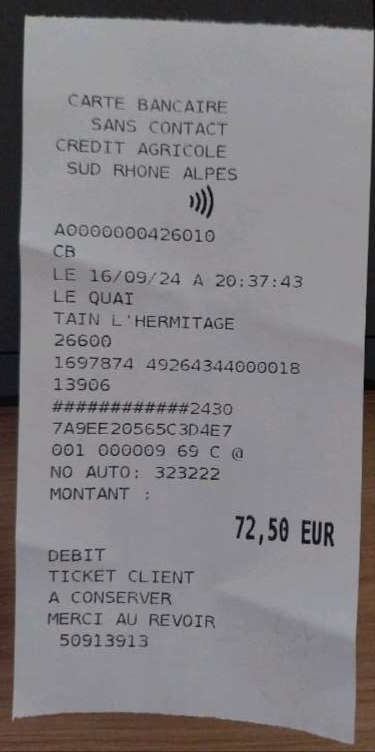 CARTE BANCAIRE
SANS CONTACT
CREDIT AGRICOLE
SUD RHONE ALPES
A0000000426010
CB
LE 16/09/24 A 20:37:43
LE QUAI
TAIN L'HERMITAGE
26600
1697874 49264344000018
13906
############2430
7A9EE20565C3D4E7
001 000009 69 C @
NO AUTO: 323222
MONTANT :
72,50 EUR
DEBIT
TICKET CLIENT
A CONSERVER
MERCI AU REVOIR
50913913